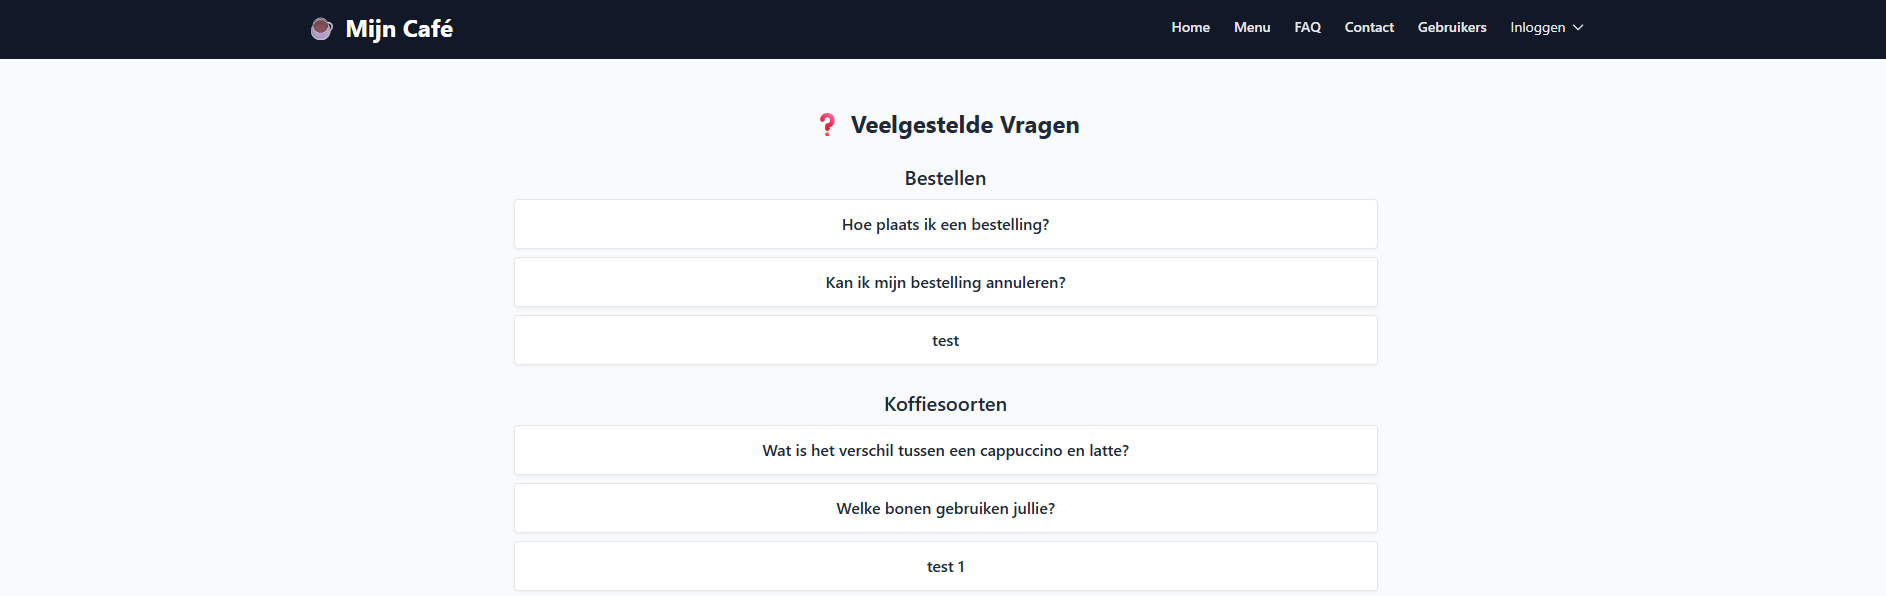 Mijn Café
Home Menu FAQ Contact Gebruikers Inloggen
Veelgestelde Vragen
Bestellen
Hoe plaats ik een bestelling?
Kan ik mijn bestelling annuleren?
test
Koffiesoorten
Wat is het verschil tussen een cappuccino en latte?
Welke bonen gebruiken jullie?
test 1